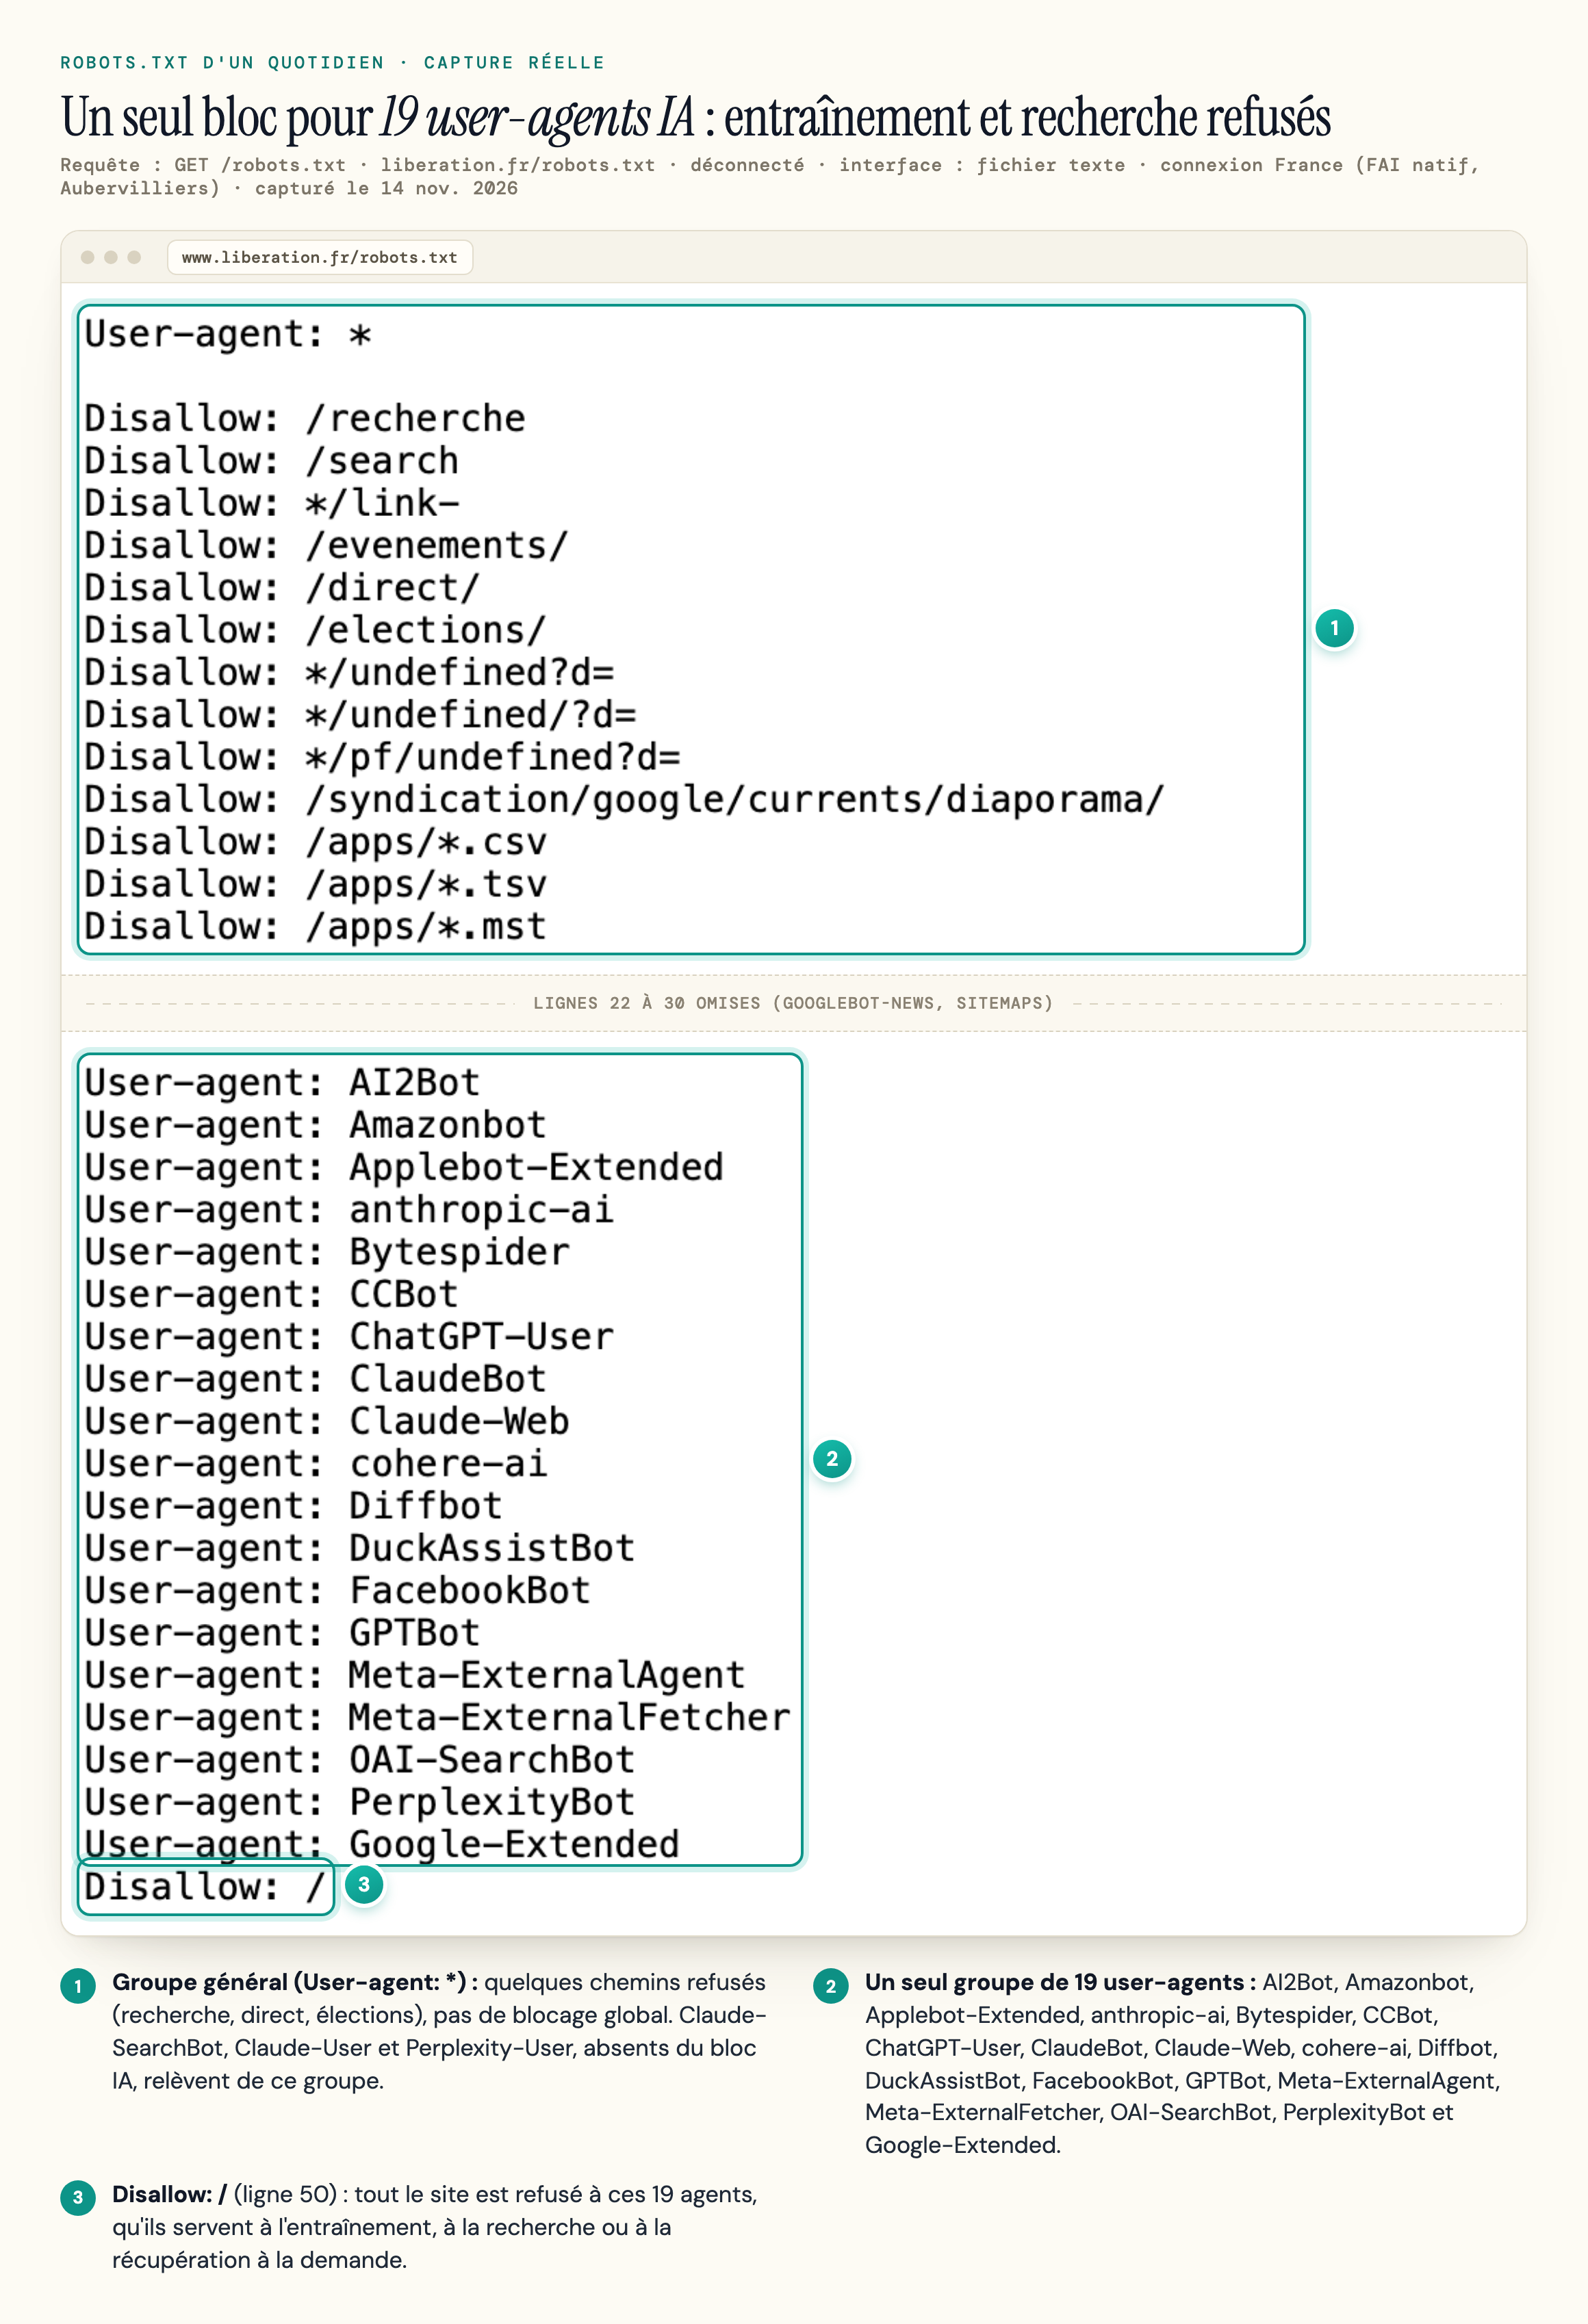 ROBOTS.TXT D'UN QUOTIDIEN · CAPTURE RÉELLE
Un seul bloc pour 19 user-agents IA : entraînement et recherche refusés
Requête : GET /robots.txt · liberation.fr/robots.txt · déconnecté · interface : fichier texte · connexion France (FAI natif,
Aubervilliers) · capturé le 14 nov. 2026
www.liberation.fr/robots.txt
User-agent: *
Disallow: /recherche
Disallow: /search
Disallow: */link-
Disallow: /evenements/
Disallow: /direct/
Disallow: /elections/
Disallow: */undefined?d=
Disallow: */undefined/?d=
Disallow: */pf/undefined?d=
Disallow: /syndication/google/currents/diaporama/
Disallow: /apps/*.csv
Disallow: /apps/*.tsv
Disallow: /apps/*.mst
1
LIGNES 22 À 30 OMISES (GOOGLEBOT-NEWS, SITEMAPS)
User-agent: AI2Bot
User-agent: Amazonbot
User-agent: Applebot-Extended
User-agent: anthropic-ai
User-agent: Bytespider
User-agent: CCBot
User-agent: ChatGPT-User
User-agent: ClaudeBot
User-agent: Claude-Web
User-agent: cohere-ai
User-agent: Diffbot
User-agent: DuckAssistBot
User-agent: FacebookBot
User-agent: GPTBot
User-agent: Meta-ExternalAgent
User-agent: Meta-ExternalFetcher
User-agent: OAI-SearchBot
User-agent: PerplexityBot
User-agent: Google-Extended
2
Disallow: /
3
1 Groupe général (User-agent: *) : quelques chemins refusés
(recherche, direct, élections), pas de blocage global. Claude-
SearchBot, Claude-User et Perplexity-User, absents du bloc
IA, relèvent de ce groupe.
2 Un seul groupe de 19 user-agents : AI2Bot, Amazonbot,
Applebot-Extended, anthropic-ai, Bytespider, CCBot,
ChatGPT-User, ClaudeBot, Claude-Web, cohere-ai, Diffbot,
DuckAssistBot, FacebookBot, GPTBot, Meta-ExternalAgent,
Meta-ExternalFetcher, OAI-SearchBot, PerplexityBot et
Google-Extended.
3 Disallow: / (ligne 50) : tout le site est refusé à ces 19 agents,
qu'ils servent à l'entraînement, à la recherche ou à la
récupération à la demande.